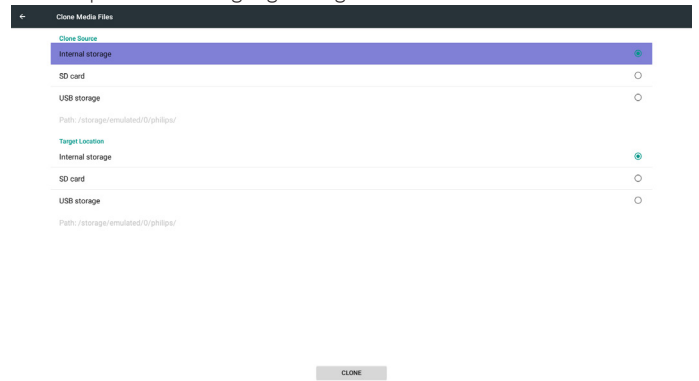 Clone Media Files
Clone Source
Internal storage
SD card
USB storage
Path: /storage/emulated/0/philips/
Target Location
Internal storage
SD card
USB storage
Path: /storage/emulated/0/philips/
CLONE